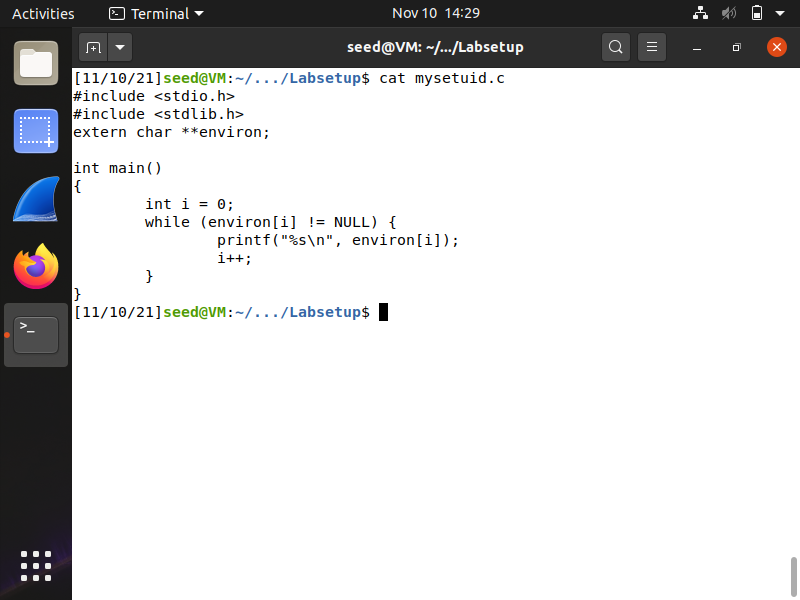 Activities
Terminal
Nov 10 14:29
seed@VM: ~/.../Labsetup
[11/10/21]seed@VM:~/.../Labsetup$ cat mysetuid.c
#include <stdio.h>
#include <stdlib.h>
extern char **environ;
int main()
{
        int i = 0;
        while (environ[i] != NULL) {
                printf("%s\n", environ[i]);
                i++;
        }
}
[11/10/21]seed@VM:~/.../Labsetup$
>_